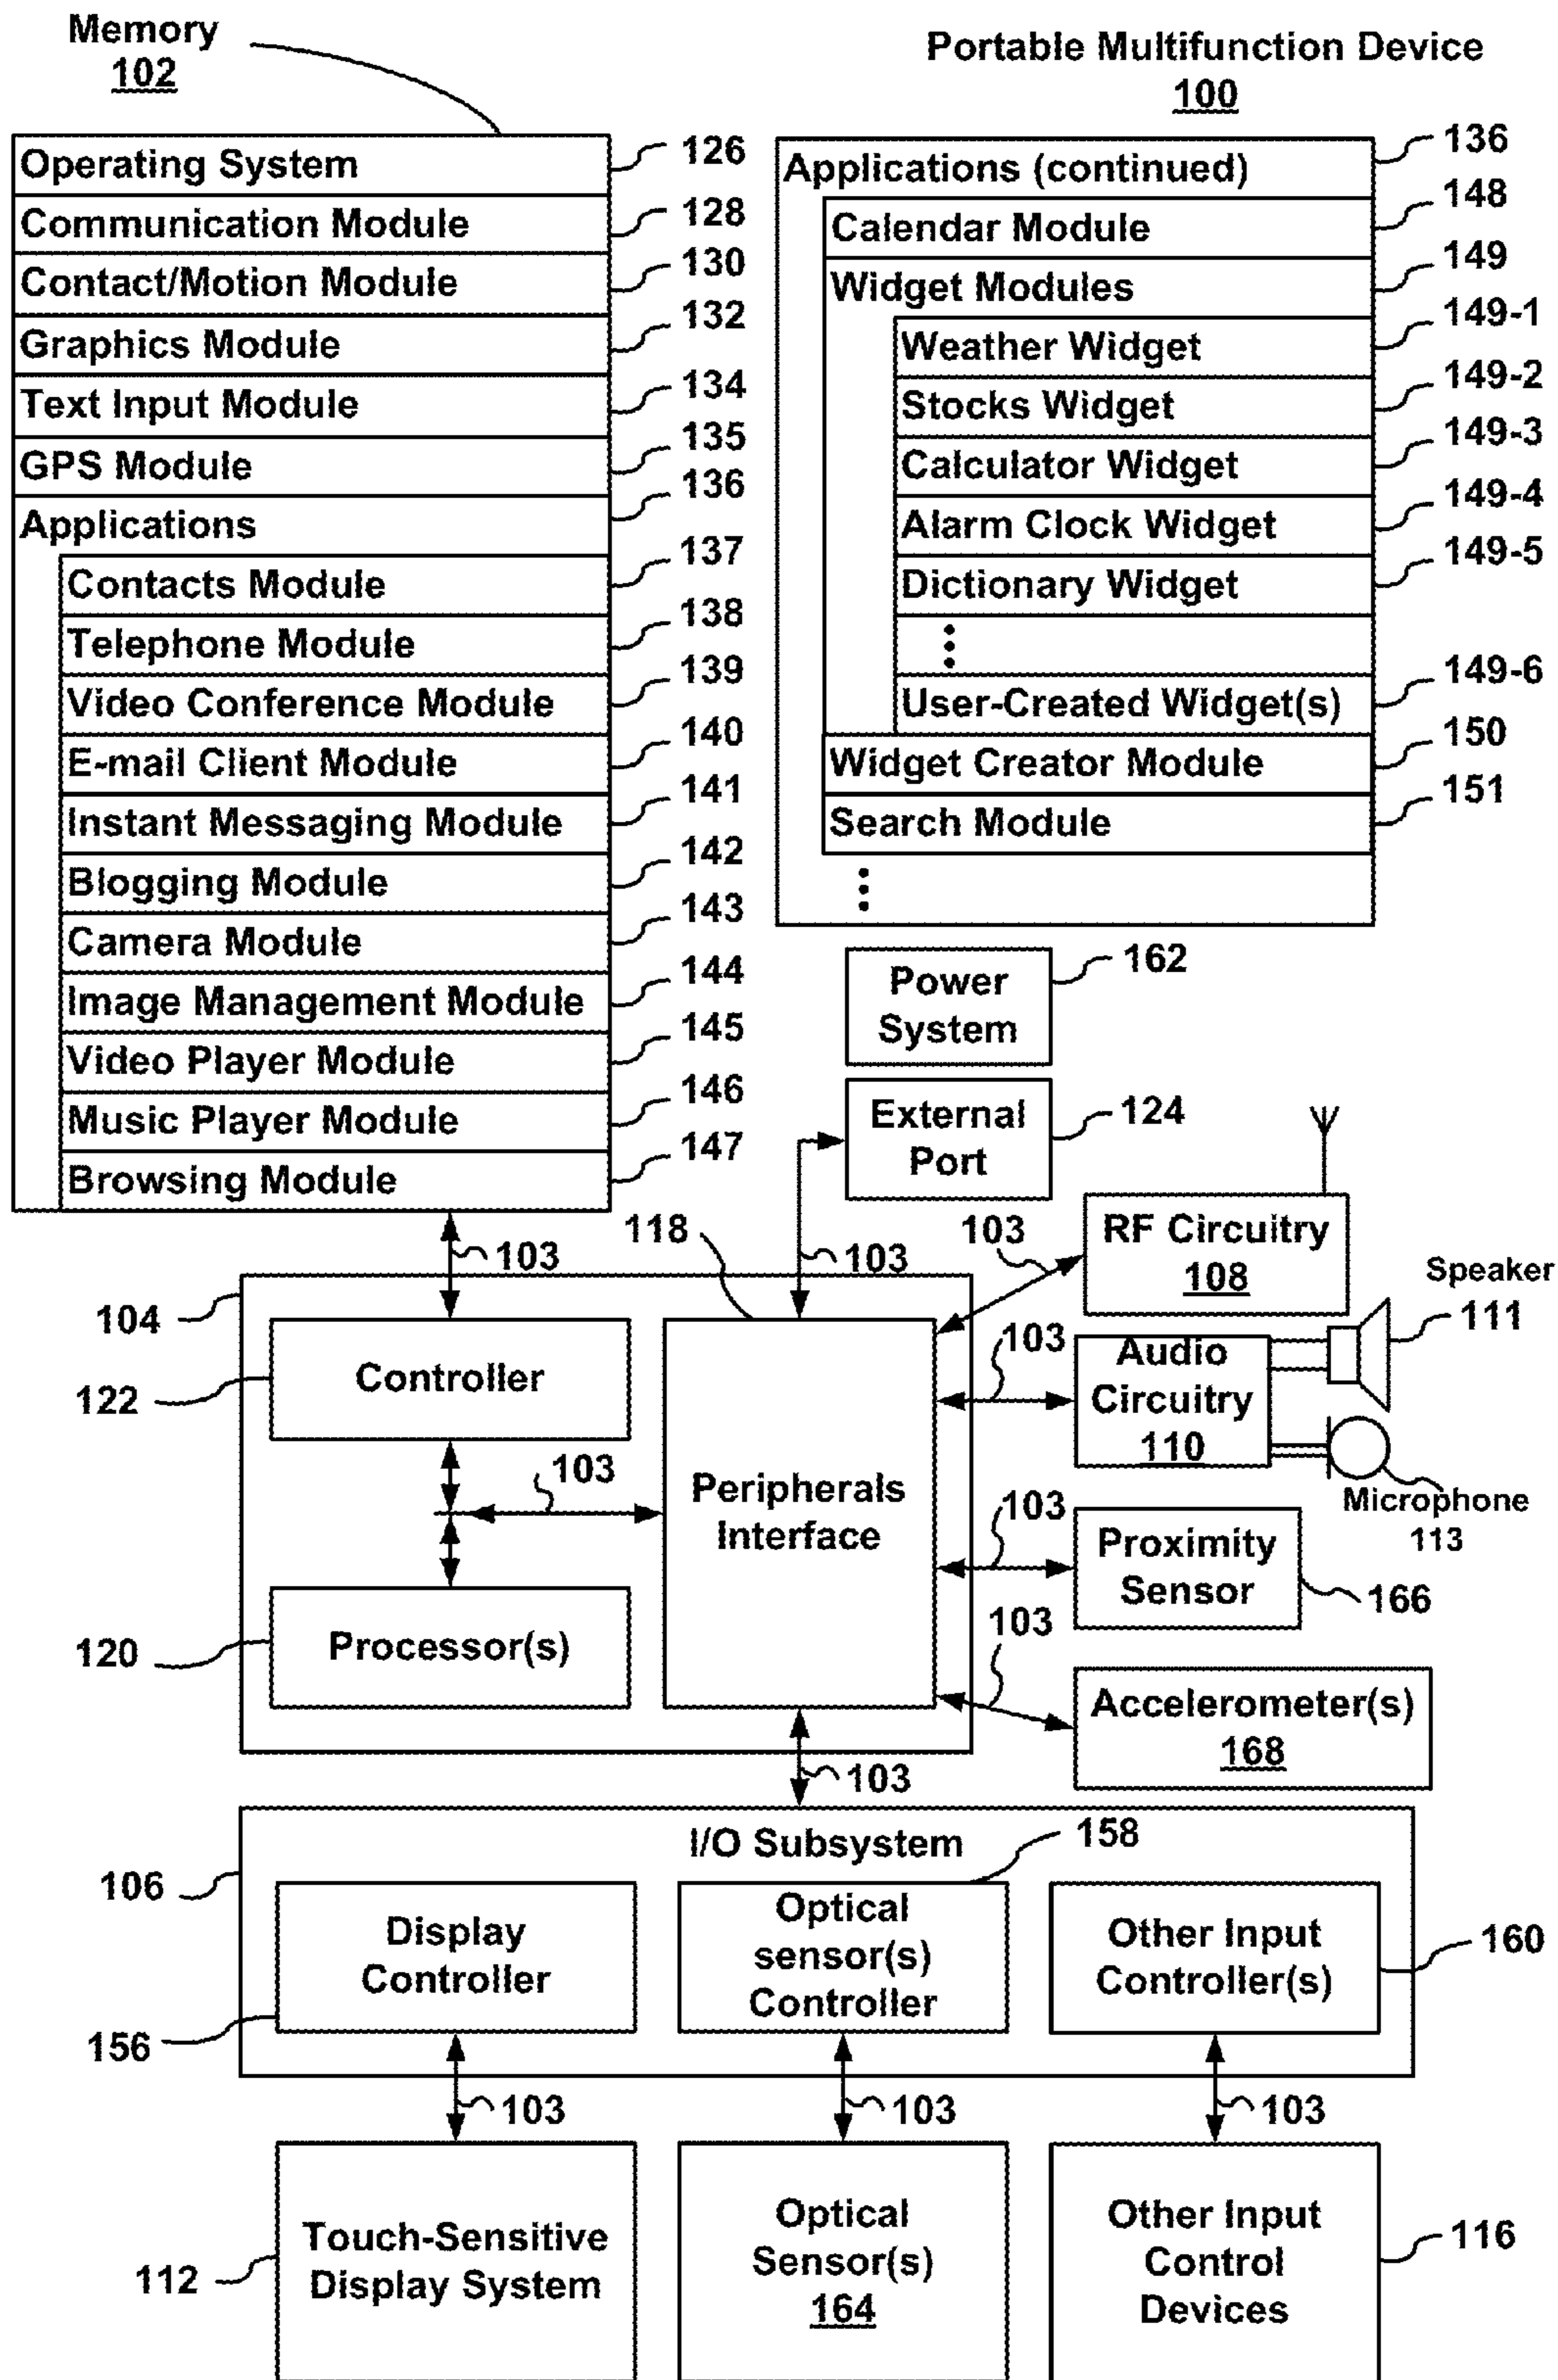 Memory
102
Portable Multifunction Device
100
Operating System
126
Communication Module
128
Contact/Motion Module
130
Graphics Module
132
Text Input Module
134
GPS Module
135
Applications
136
Contacts Module
137
Telephone Module
138
Video Conference Module
139
E-mail Client Module
140
Instant Messaging Module
141
Blogging Module
142
Camera Module
143
Image Management Module
144
Video Player Module
145
Music Player Module
146
Browsing Module
147
Applications (continued)
136
Calendar Module
148
Widget Modules
149
Weather Widget
149-1
Stocks Widget
149-2
Calculator Widget
149-3
Alarm Clock Widget
149-4
Dictionary Widget
149-5
User-Created Widget(s)
149-6
Widget Creator Module
150
Search Module
151
Power
System
162
External
Port
124
103
118
103
103
RF Circuitry
108
Speaker
111
104
Controller
122
103
Audio
Circuitry
110
Microphone
113
103
Peripherals
Interface
103
Proximity
Sensor
166
Processor(s)
120
103
Accelerometer(s)
168
103
I/O Subsystem
106
158
Display
Controller
156
Optical
sensor(s)
Controller
Other Input
Controller(s)
160
103
103
103
Touch-Sensitive
Display System
112
Optical
Sensor(s)
164
Other Input
Control
Devices
116